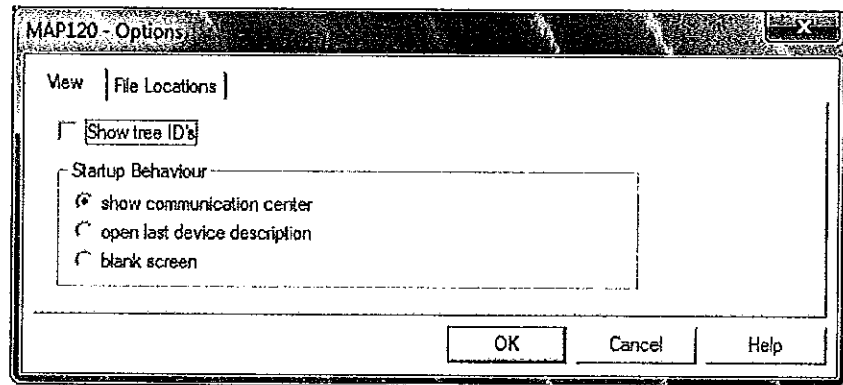 MAP120 - Options
View File Locations
Show tree ID's
Startup Behaviour
show communication center
open last device description
blank screen
OK Cancel Help